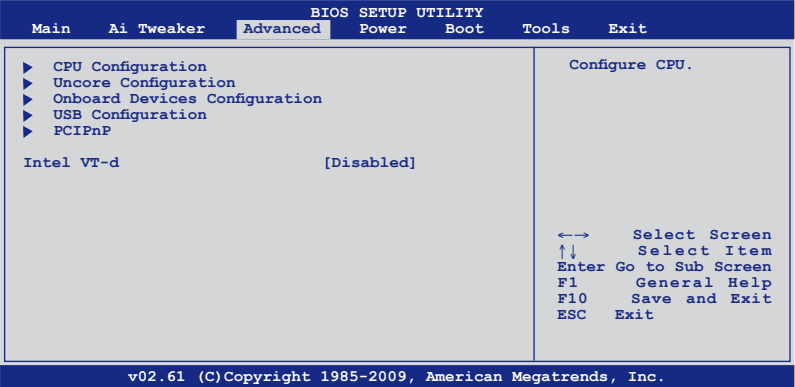 BIOS SETUP UTILITY
Main Ai Tweaker Advanced Power Boot Tools Exit
CPU Configuration
Uncore Configuration
Onboard Devices Configuration
USB Configuration
PCIPnP
Intel VT-d [Disabled]
Configure CPU.
←→ Select Screen
↑↓ Select Item
Enter Go to Sub Screen
F1 General Help
F10 Save and Exit
ESC Exit
v02.61 (C)Copyright 1985-2009, American Megatrends, Inc.